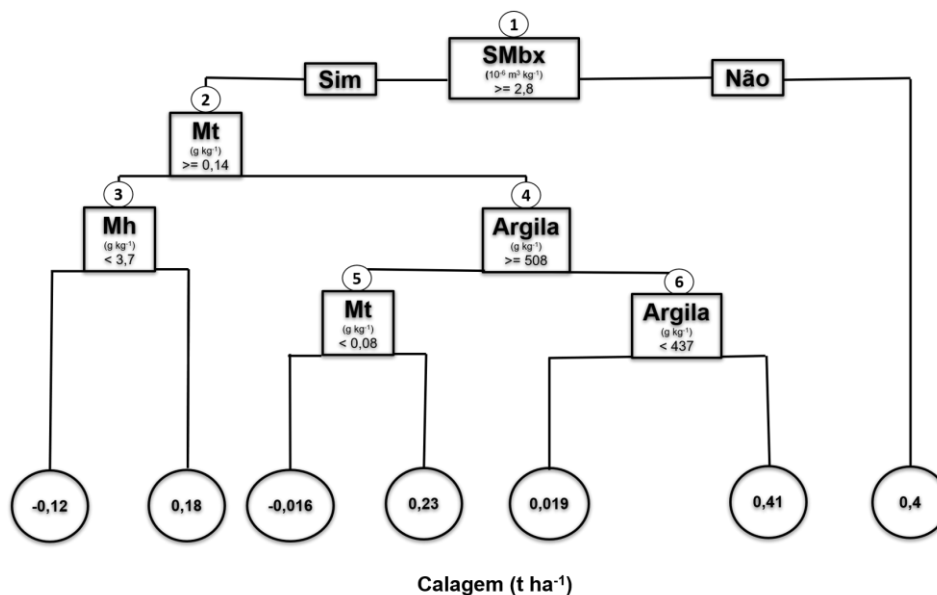 1
SMbx
(10⁻⁶ m³ kg⁻¹)
>= 2,8
Sim
Não
2
Mt
(g kg⁻¹)
>= 0,14
3
Mh
(g kg⁻¹)
< 3,7
4
Argila
(g kg⁻¹)
>= 508
5
Mt
(g kg⁻¹)
< 0,08
6
Argila
(g kg⁻¹)
< 437
-0,12
0,18
-0,016
0,23
0,019
0,41
0,4
Calagem (t ha⁻¹)